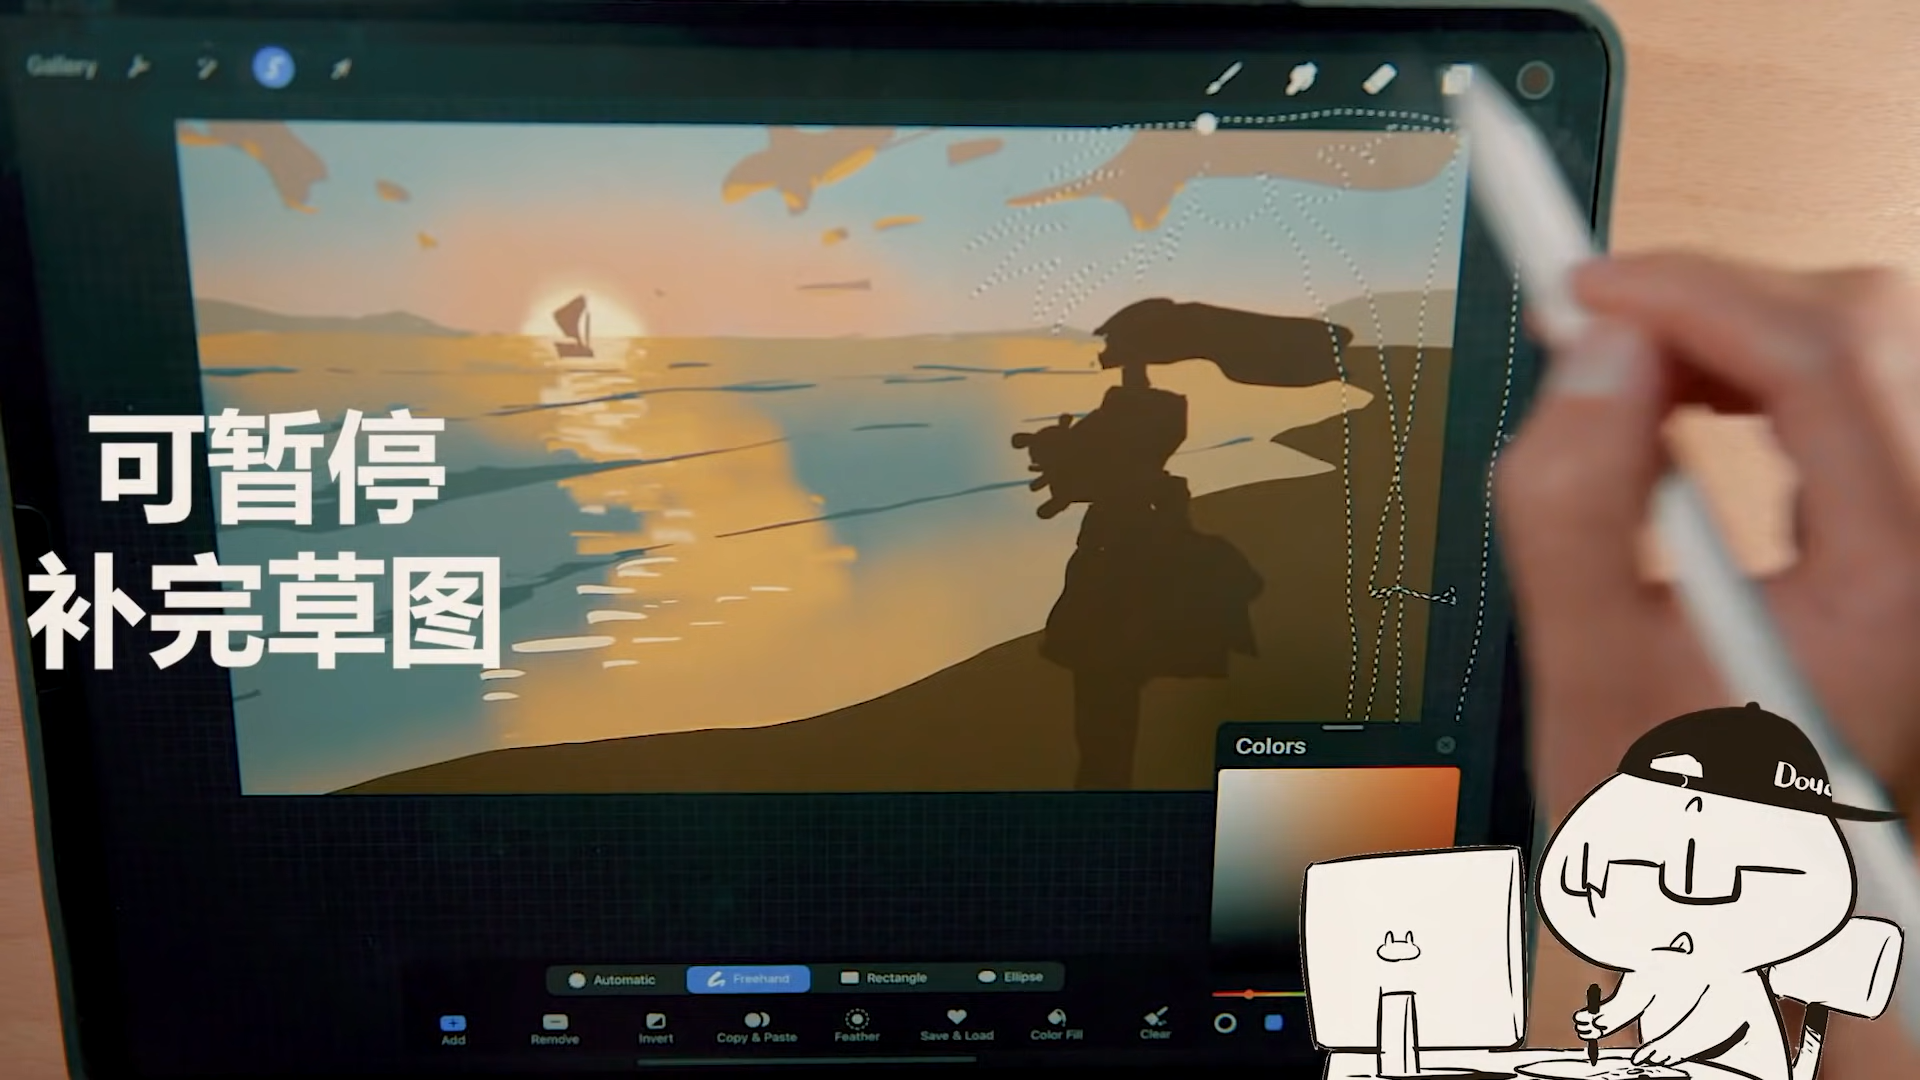 Gallery
可暂停
补完草图
Colors
Automatic
Freehand
Rectangle
Ellipse
Add
Remove
Invert
Copy & Paste
Feather
Save & Load
Color Fill
Clear